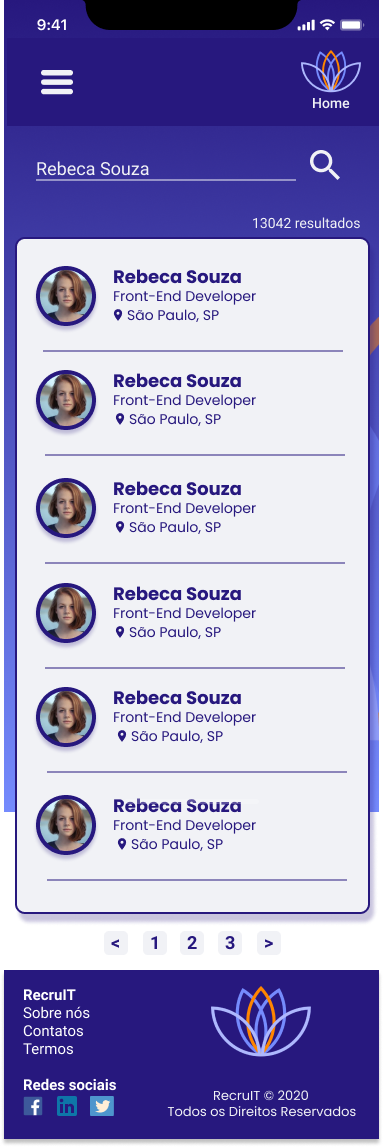 9:41
Home
Rebeca Souza
13042 resultados
Rebeca Souza
Front-End Developer
São Paulo, SP
Rebeca Souza
Front-End Developer
São Paulo, SP
Rebeca Souza
Front-End Developer
São Paulo, SP
Rebeca Souza
Front-End Developer
São Paulo, SP
Rebeca Souza
Front-End Developer
São Paulo, SP
Rebeca Souza
Front-End Developer
São Paulo, SP
< 1 2 3 >
RecruIT
Sobre nós
Contatos
Termos
Redes sociais
RecruIT © 2020
Todos os Direitos Reservados